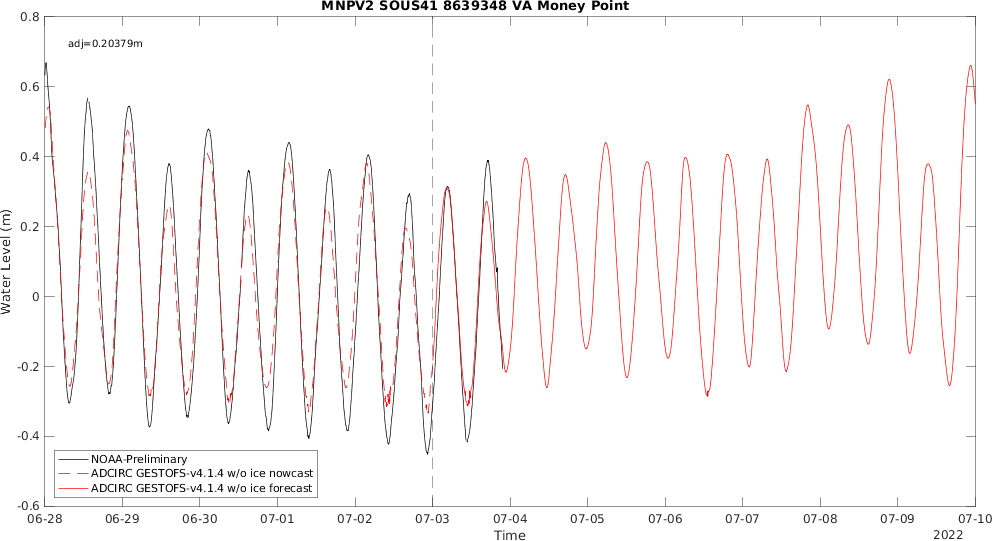 MNPV2 SOUS41 8639348 VA Money Point
adj=0.20379m
0.8
0.6
0.4
0.2
0
-0.2
-0.4
-0.6
Water Level (m)
NOAA-Preliminary
ADCIRC GESTOFS-v4.1.4 w/o ice nowcast
ADCIRC GESTOFS-v4.1.4 w/o ice forecast
06-28 06-29 06-30 07-01 07-02 07-03 07-04 07-05 07-06 07-07 07-08 07-09 07-10
Time
2022